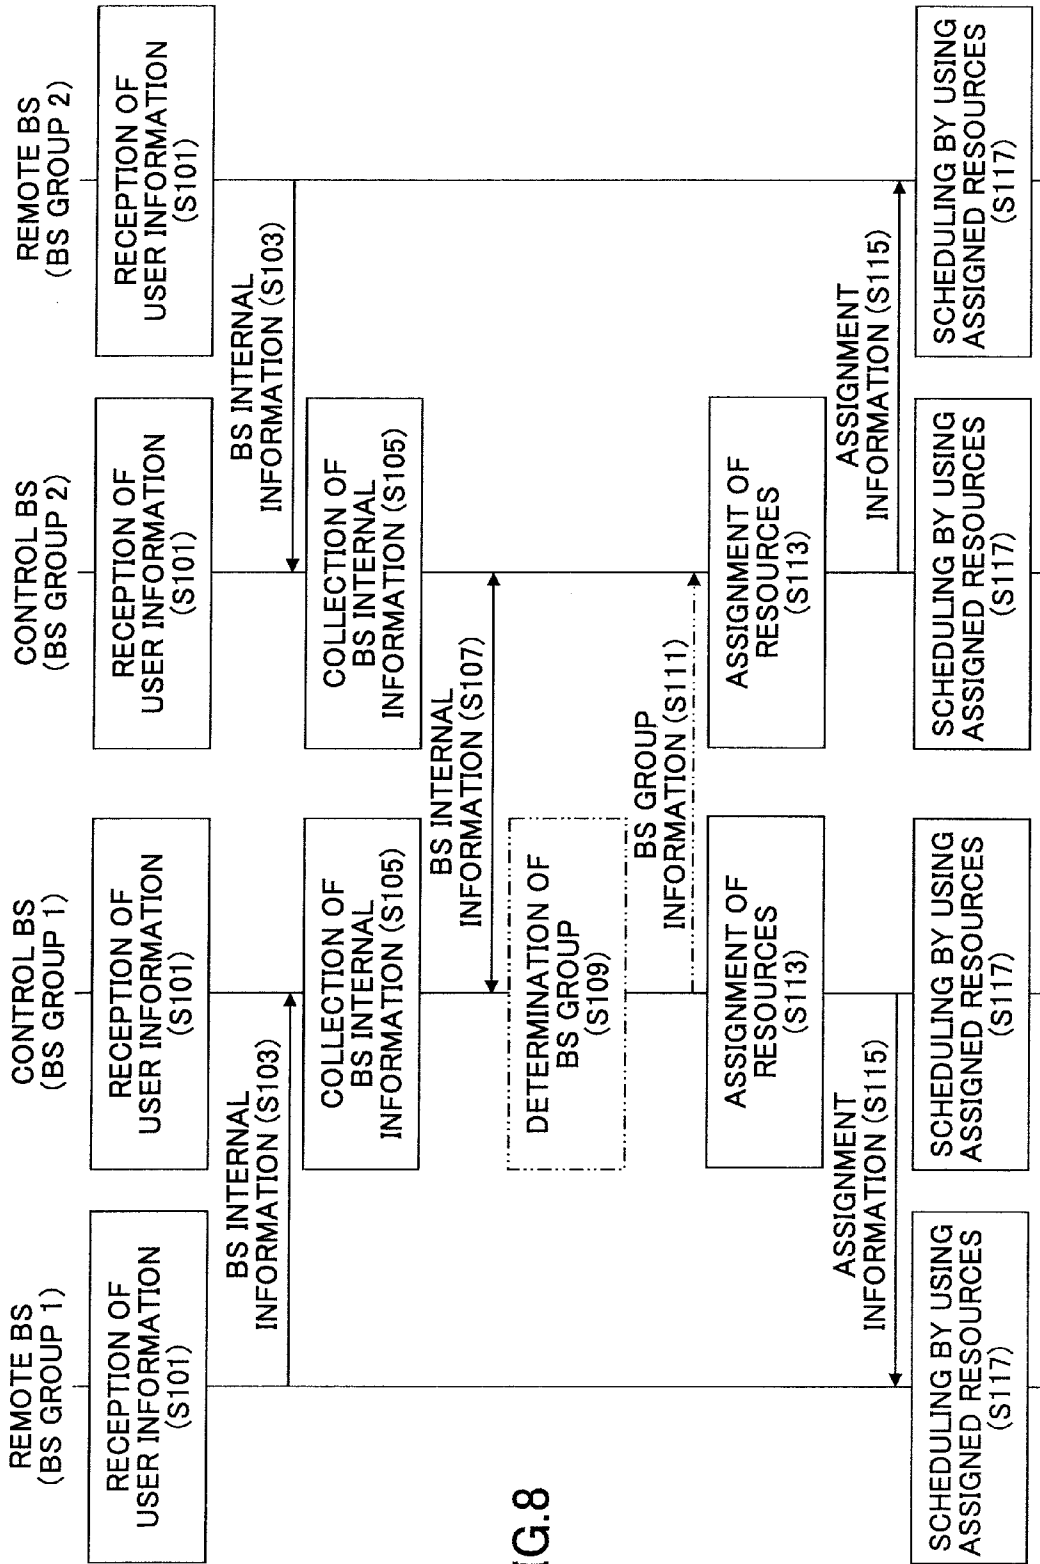 REMOTE BS
(BS GROUP 1)
CONTROL BS
(BS GROUP 1)
CONTROL BS
(BS GROUP 2)
REMOTE BS
(BS GROUP 2)
RECEPTION OF
USER INFORMATION
(S101)
RECEPTION OF
USER INFORMATION
(S101)
RECEPTION OF
USER INFORMATION
(S101)
RECEPTION OF
USER INFORMATION
(S101)
BS INTERNAL
INFORMATION (S103)
BS INTERNAL
INFORMATION (S103)
COLLECTION OF
BS INTERNAL
INFORMATION (S105)
COLLECTION OF
BS INTERNAL
INFORMATION (S105)
BS INTERNAL
INFORMATION (S107)
DETERMINATION OF
BS GROUP
(S109)
BS GROUP
INFORMATION (S111)
ASSIGNMENT OF
RESOURCES
(S113)
ASSIGNMENT OF
RESOURCES
(S113)
ASSIGNMENT
INFORMATION (S115)
ASSIGNMENT
INFORMATION (S115)
SCHEDULING BY USING
ASSIGNED RESOURCES
(S117)
SCHEDULING BY USING
ASSIGNED RESOURCES
(S117)
SCHEDULING BY USING
ASSIGNED RESOURCES
(S117)
SCHEDULING BY USING
ASSIGNED RESOURCES
(S117)
IG.8